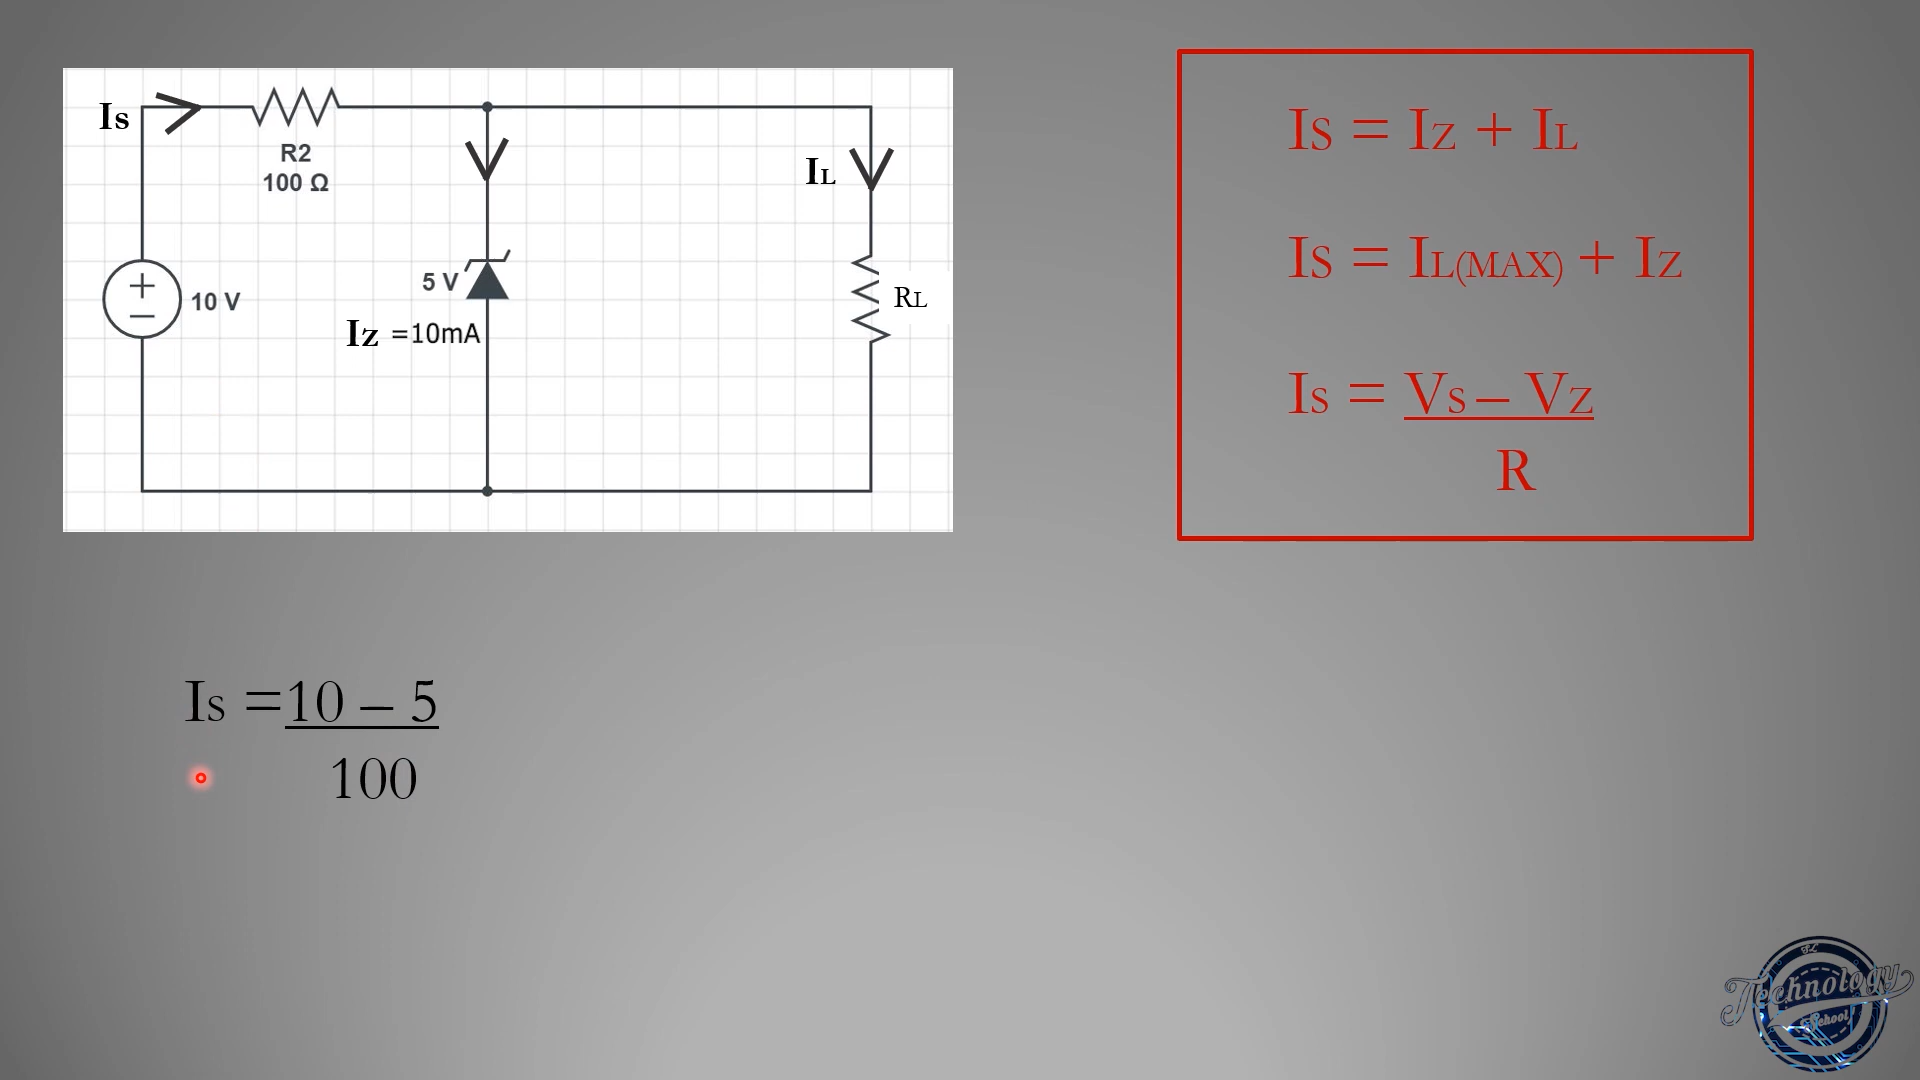 Is
R2
100 Ω
IL
5 V
10 V
RL
Iz =10mA
Is = Iz + IL
Is = IL(MAX) + Iz
Is = Vs – Vz
R
Is = 10 – 5
100
TL
Technology
School